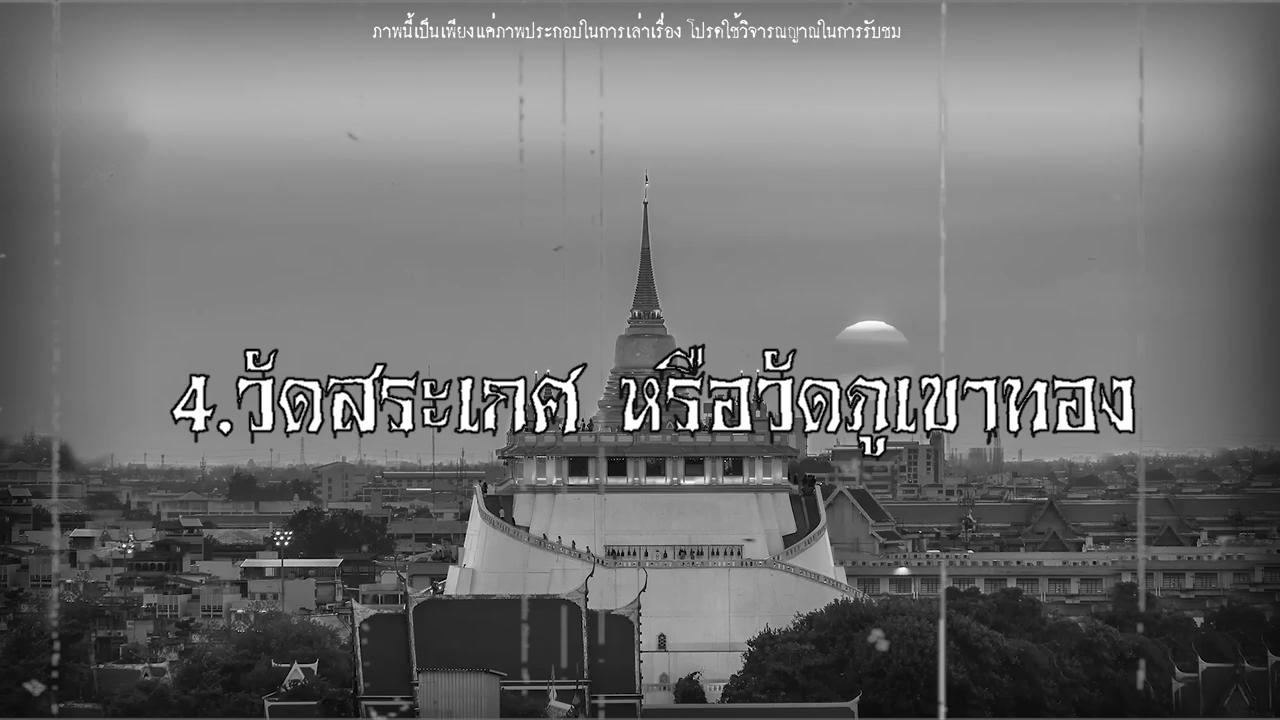 ภาพนี้เป็นเพียงแค่ภาพประกอบในการเล่าเรื่อง โปรดใช้วิจารณญาณในการรับชม
4.วัดสระเกศ หรือวัดภูเขาทอง